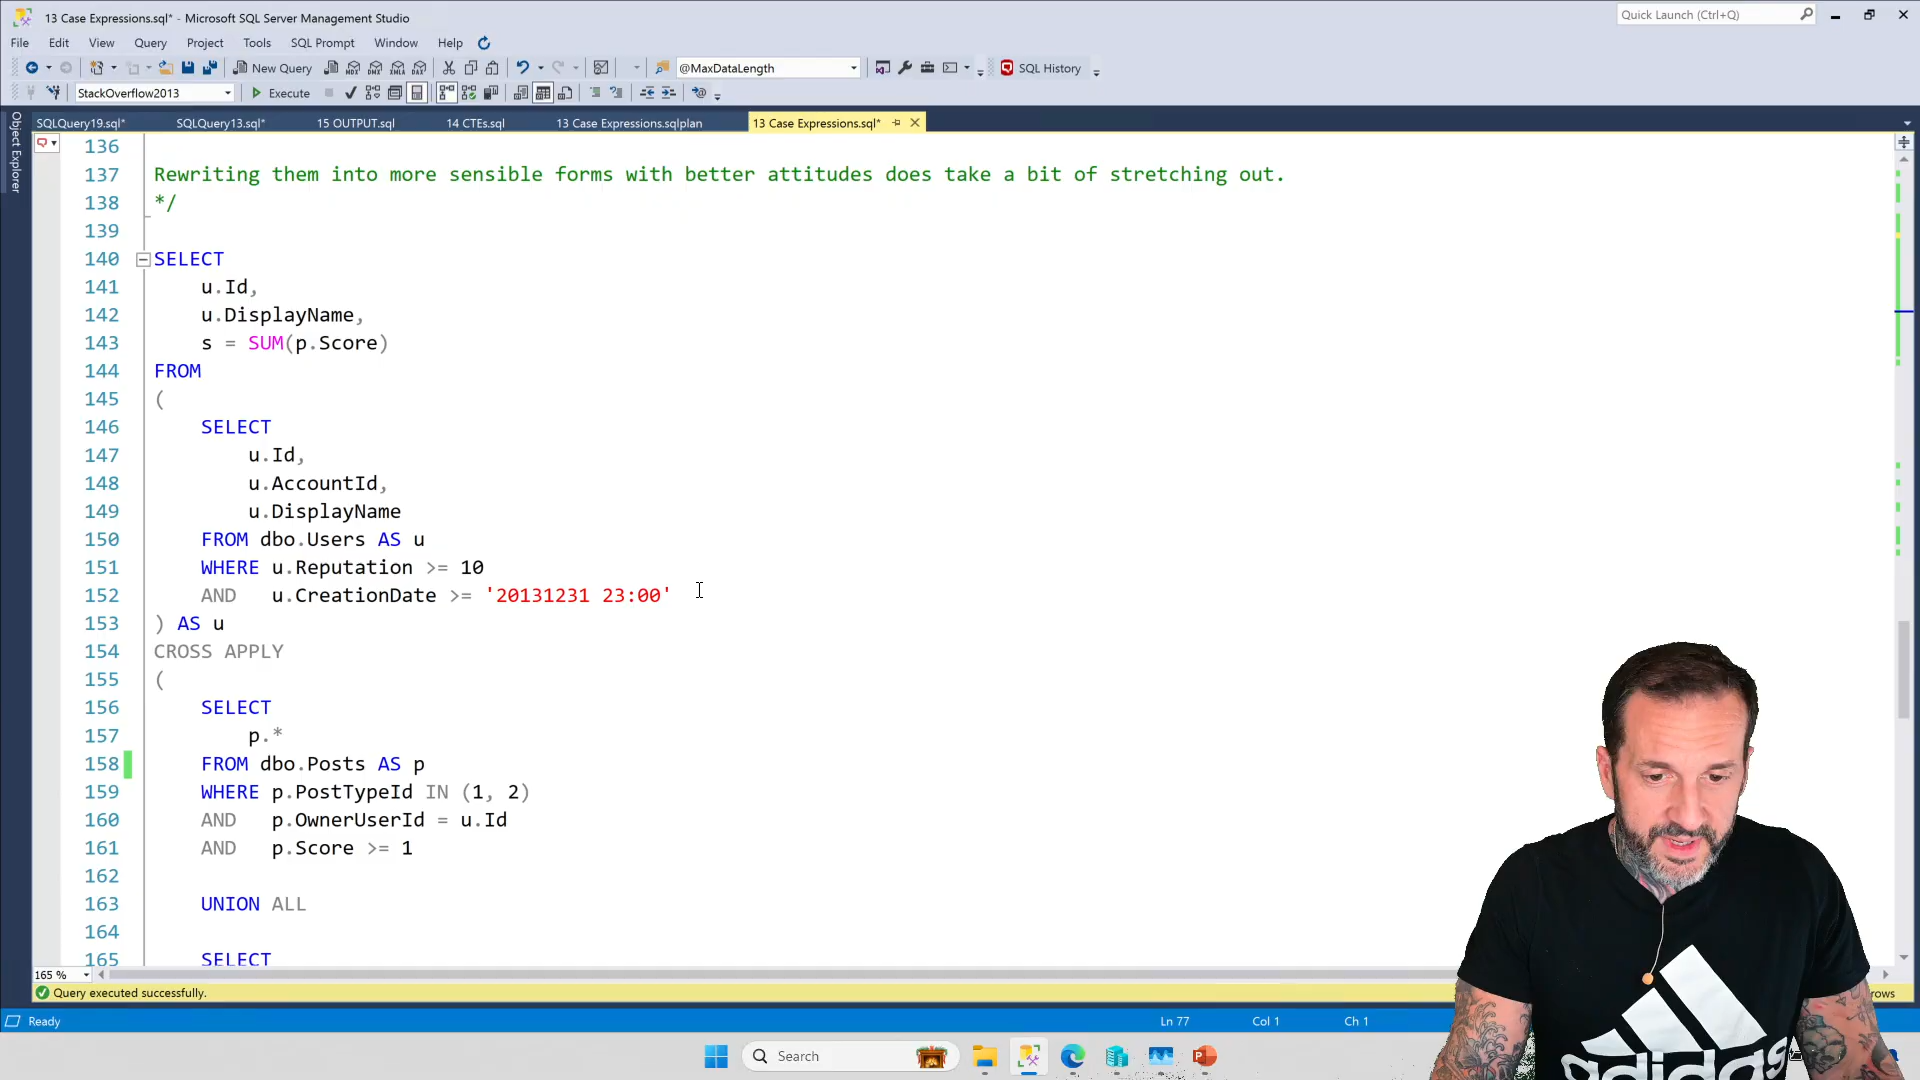 13 Case Expressions.sql* - Microsoft SQL Server Management Studio
Quick Launch (Ctrl+Q)
File Edit View Query Project Tools SQL Prompt Window Help
New Query
MDX DMX XMLA DAX
@MaxDataLength
SQL History
StackOverflow2013
Execute
Object Explorer
SQLQuery19.sql*
SQLQuery13.sql*
15 OUTPUT.sql
14 CTEs.sql
13 Case Expressions.sqlplan
13 Case Expressions.sql*
136
137 Rewriting them into more sensible forms with better attitudes does take a bit of stretching out.
138 */
139
140 SELECT
141 u.Id,
142 u.DisplayName,
143 s = SUM(p.Score)
144 FROM
145 (
146 SELECT
147 u.Id,
148 u.AccountId,
149 u.DisplayName
150 FROM dbo.Users AS u
151 WHERE u.Reputation >= 10
152 AND u.CreationDate >= '20131231 23:00'
153 ) AS u
154 CROSS APPLY
155 (
156 SELECT
157 p.*
158 FROM dbo.Posts AS p
159 WHERE p.PostTypeId IN (1, 2)
160 AND p.OwnerUserId = u.Id
161 AND p.Score >= 1
162
163 UNION ALL
164
165 SELECT
165 %
Query executed successfully.
rows
Ready
Ln 77
Col 1
Ch 1
Search
adidas